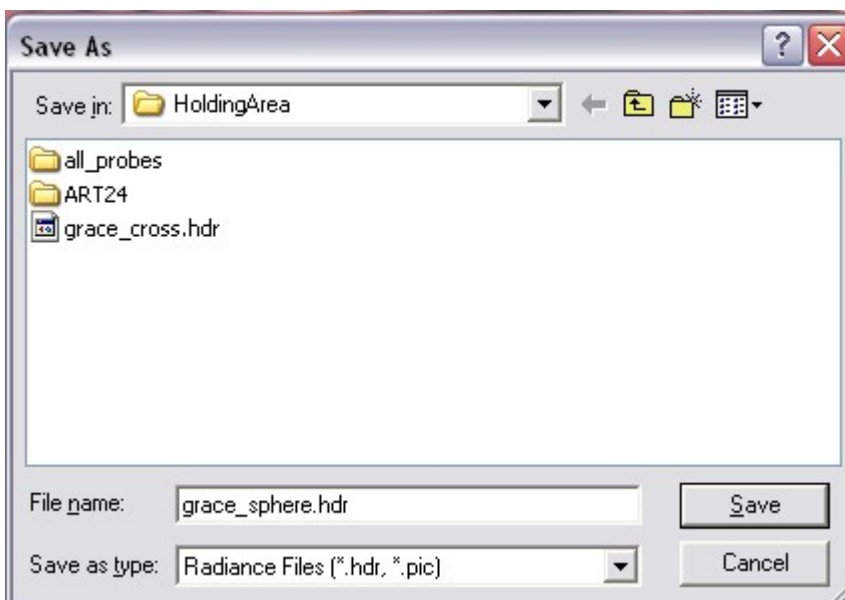 Save As
Save in: HoldingArea
all_probes
ART24
grace_cross.hdr
File name: grace_sphere.hdr Save
Save as type: Radiance Files (*.hdr, *.pic) Cancel